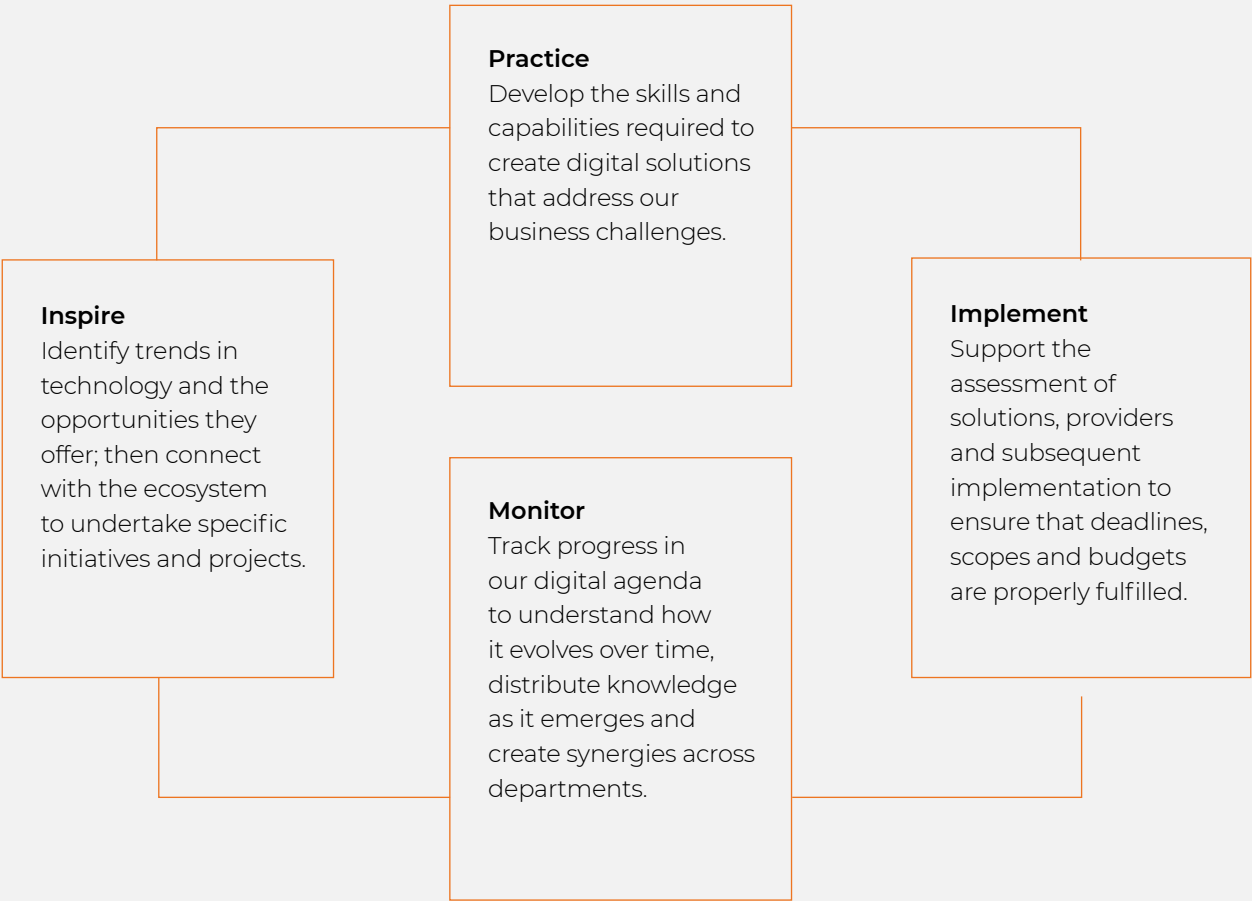 Practice
Develop the skills and
capabilities required to
create digital solutions
that address our
business challenges.
Inspire
Identify trends in
technology and the
opportunities they
offer; then connect
with the ecosystem
to undertake specific
initiatives and projects.
Implement
Support the
assessment of
solutions, providers
and subsequent
implementation to
ensure that deadlines,
scopes and budgets
are properly fulfilled.
Monitor
Track progress in
our digital agenda
to understand how
it evolves over time,
distribute knowledge
as it emerges and
create synergies across
departments.